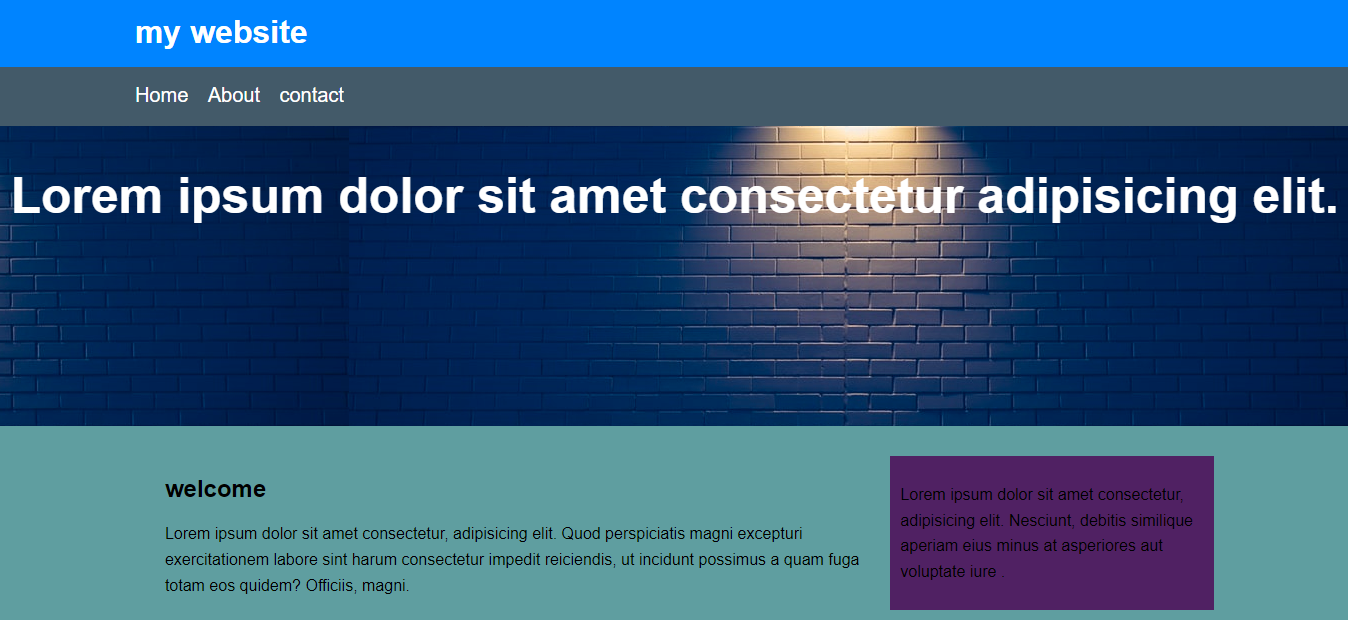 my website
Home About contact
Lorem ipsum dolor sit amet consectetur adipisicing elit.
welcome
Lorem ipsum dolor sit amet consectetur, adipisicing elit. Quod perspiciatis magni excepturi
exercitationem labore sint harum consectetur impedit reiciendis, ut incidunt possimus a quam fuga
totam eos quidem? Officiis, magni.
Lorem ipsum dolor sit amet consectetur,
adipisicing elit. Nesciunt, debitis similique
aperiam eius minus at asperiores aut
voluptate iure .